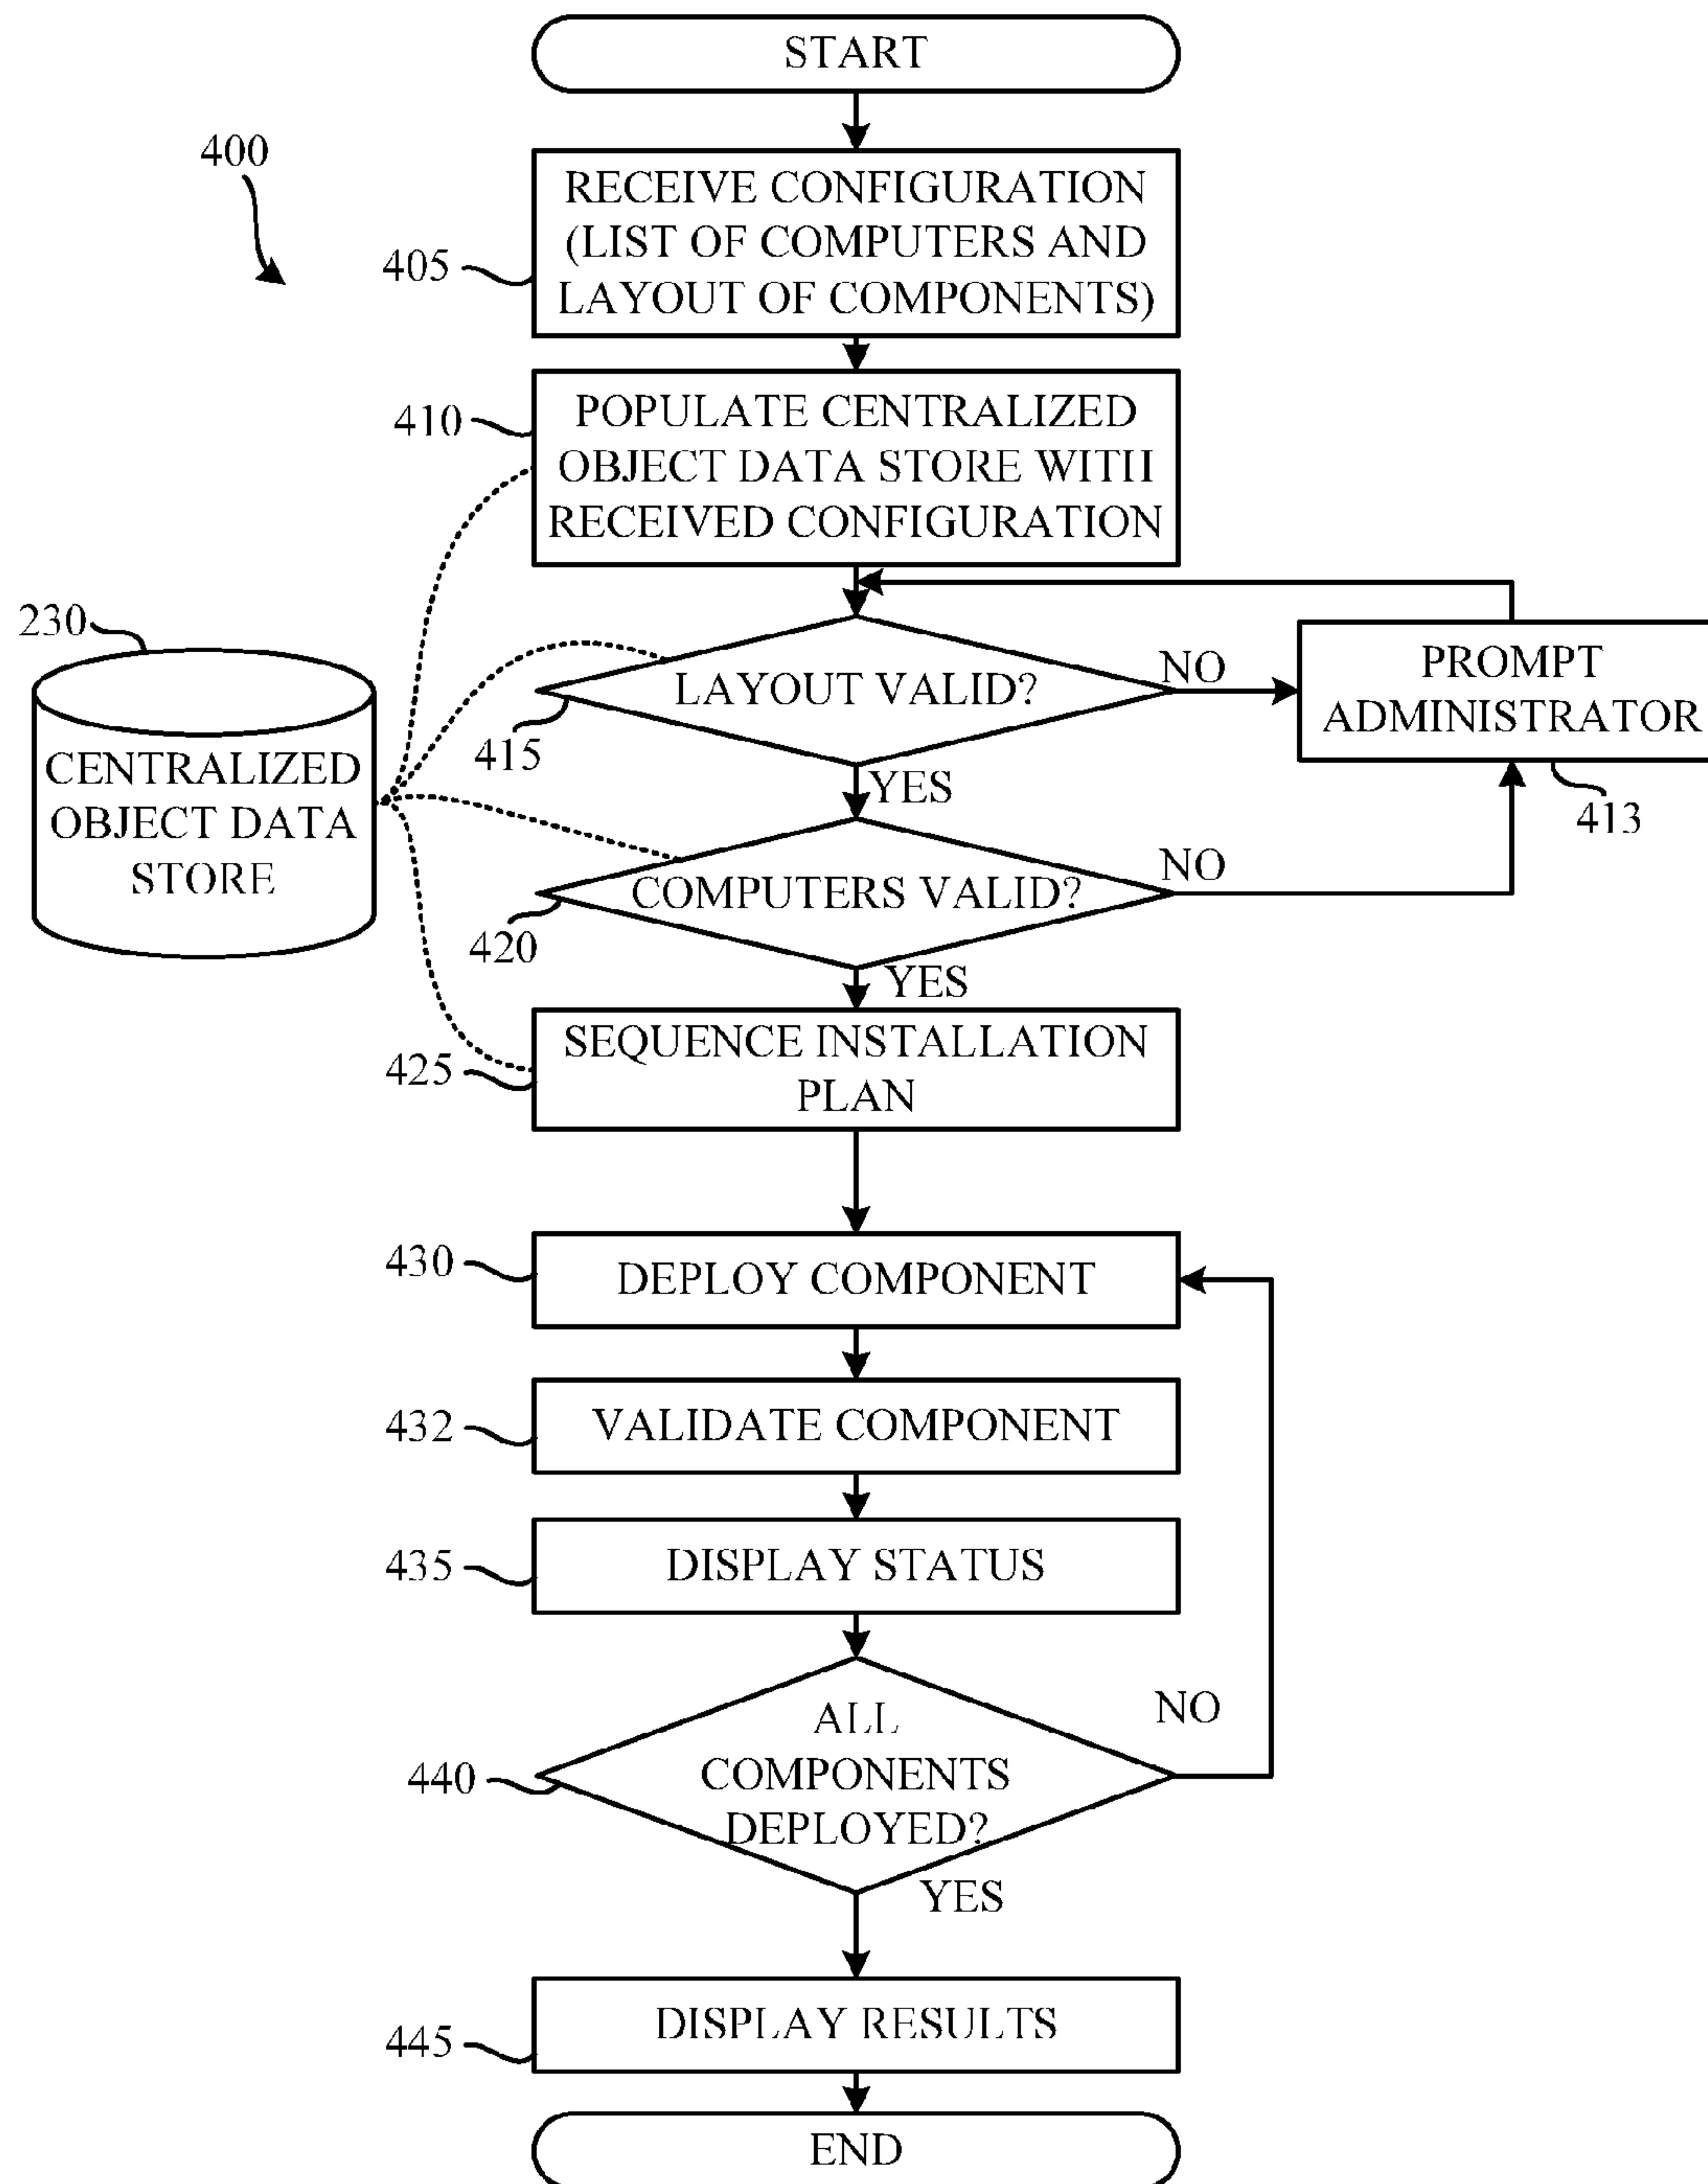 START
400
RECEIVE CONFIGURATION
(LIST OF COMPUTERS AND
LAYOUT OF COMPONENTS)
405
POPULATE CENTRALIZED
OBJECT DATA STORE WITH
RECEIVED CONFIGURATION
410
230
CENTRALIZED
OBJECT DATA
STORE
LAYOUT VALID?
415
NO
PROMPT
ADMINISTRATOR
413
YES
COMPUTERS VALID?
420
NO
YES
SEQUENCE INSTALLATION
PLAN
425
DEPLOY COMPONENT
430
VALIDATE COMPONENT
432
DISPLAY STATUS
435
ALL
COMPONENTS
DEPLOYED?
440
NO
YES
DISPLAY RESULTS
445
END